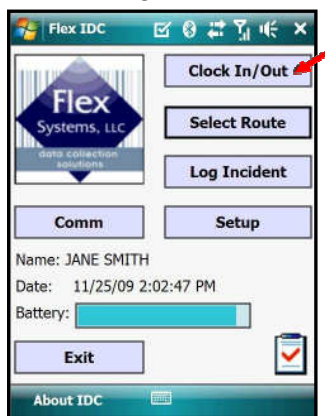 Flex IDC
Clock In/Out
Flex
Systems, LLC
data collection
solutions
Select Route
Log Incident
Comm
Setup
Name: JANE SMITH
Date: 11/25/09 2:02:47 PM
Battery:
Exit
About IDC